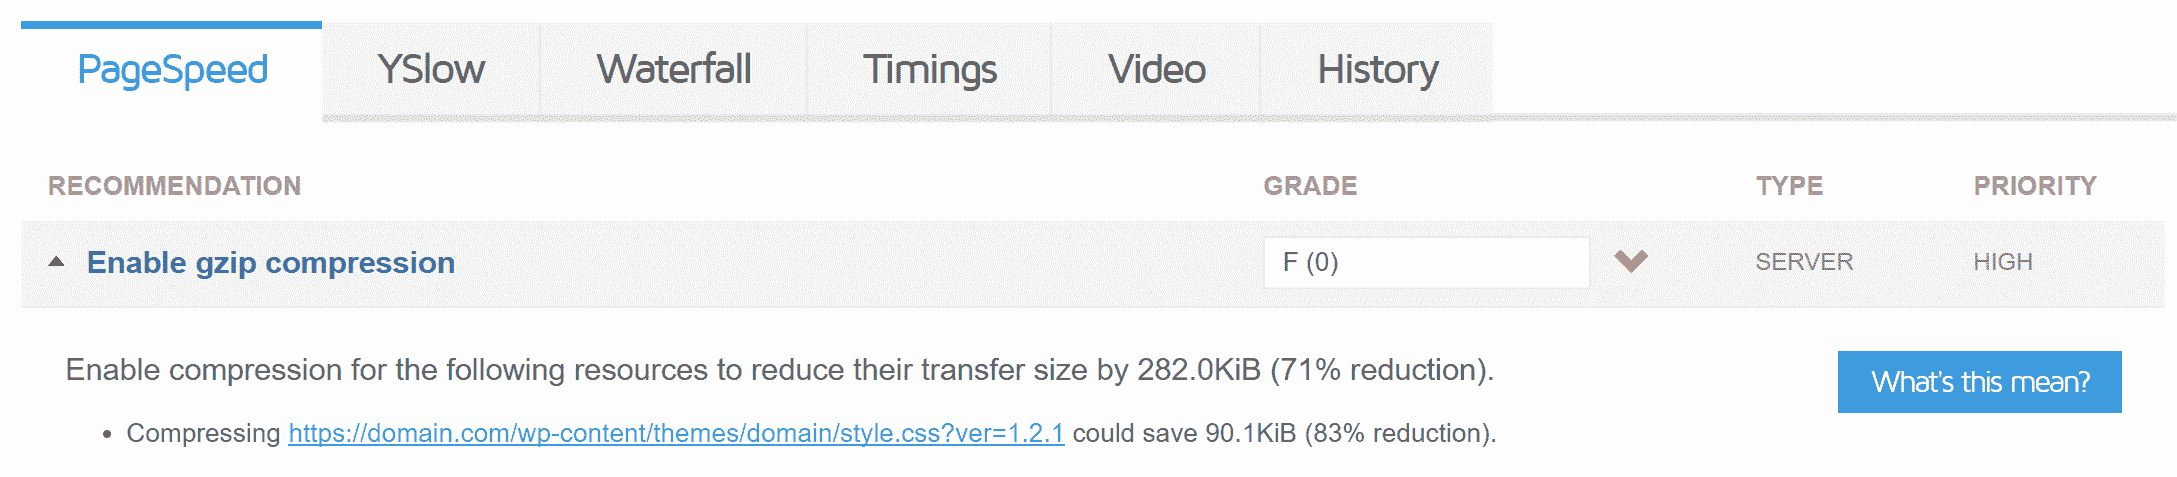 PageSpeed YSlow Waterfall Timings Video History
RECOMMENDATION GRADE TYPE PRIORITY
Enable gzip compression F (0) SERVER HIGH
Enable compression for the following resources to reduce their transfer size by 282.0KiB (71% reduction).
What's this mean?
• Compressing https://domain.com/wp-content/themes/domain/style.css?ver=1.2.1 could save 90.1KiB (83% reduction).